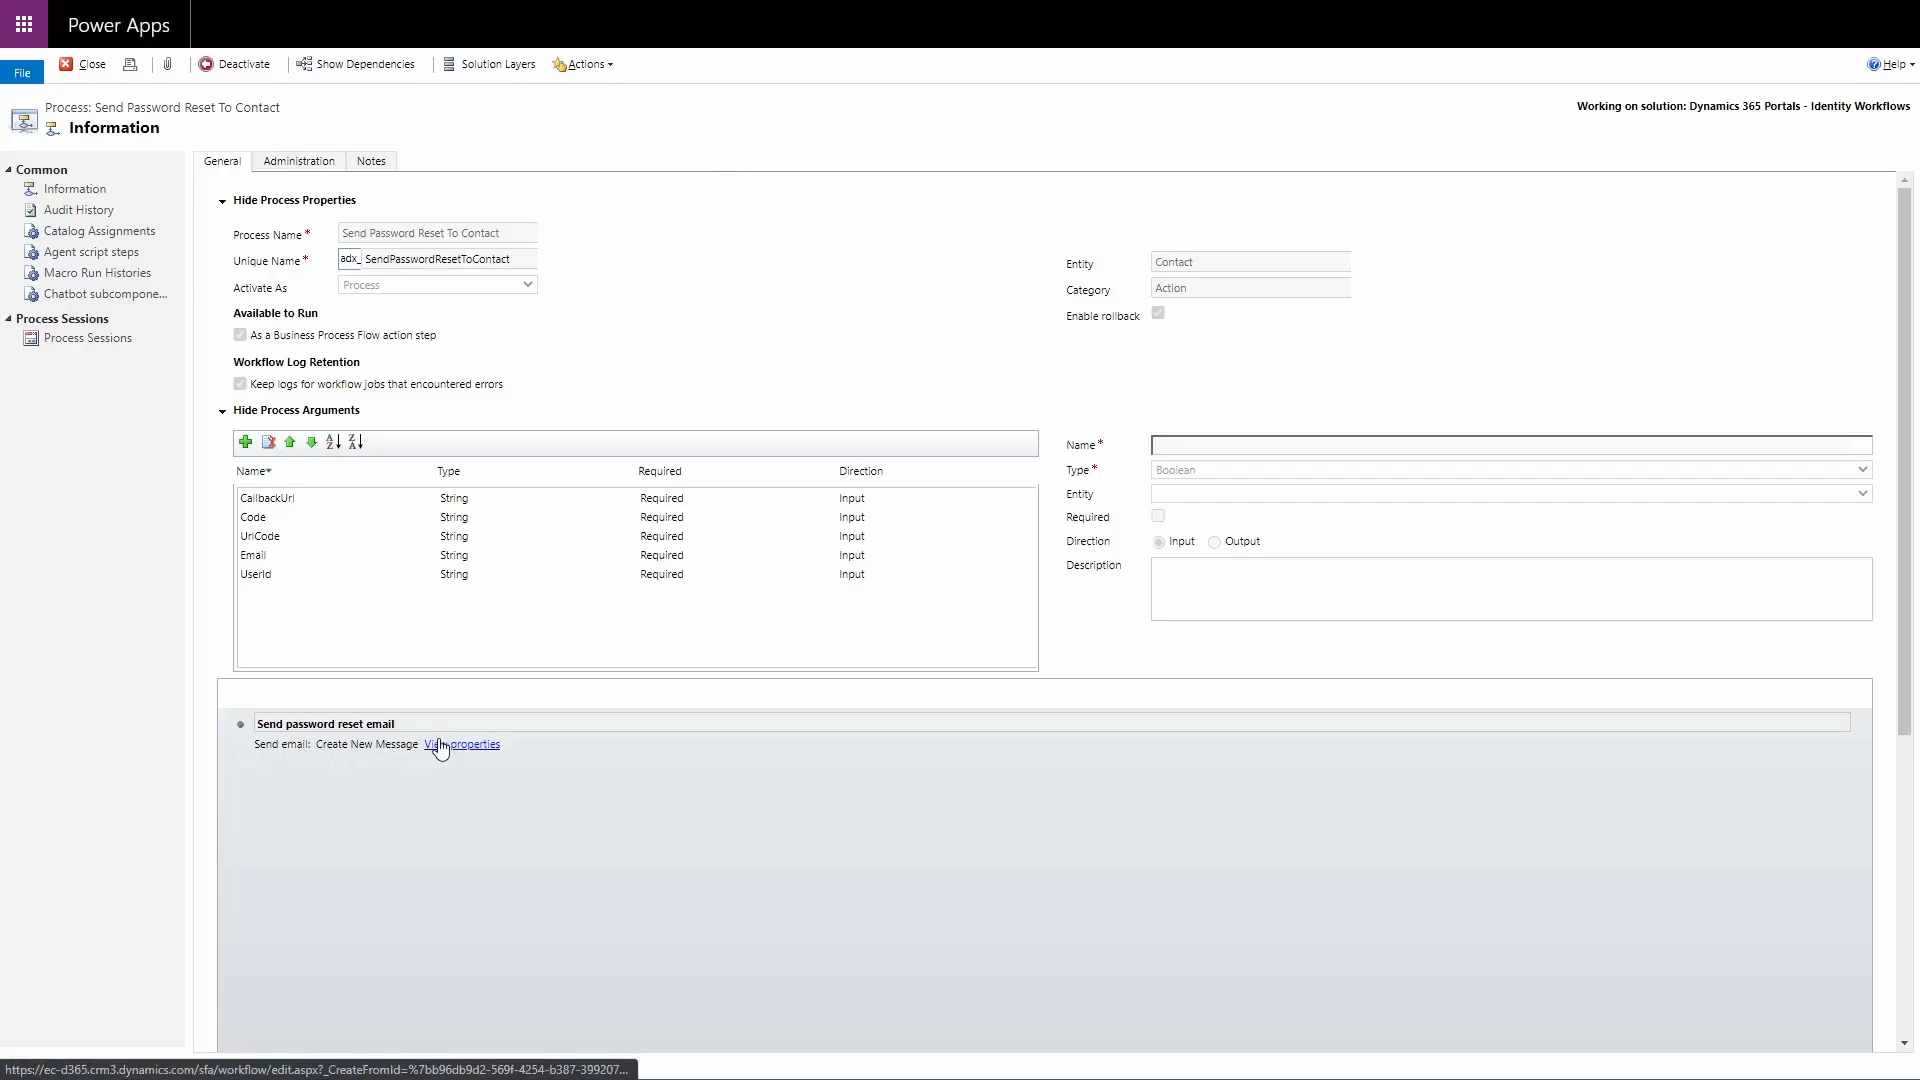 Power Apps
File
Close
Deactivate
Show Dependencies
Solution Layers
Actions
Help
Process: Send Password Reset To Contact
Information
Working on solution: Dynamics 365 Portals - Identity Workflows
Common
Information
Audit History
Catalog Assignments
Agent script steps
Macro Run Histories
Chatbot subcompone...
Process Sessions
Process Sessions
General
Administration
Notes
Hide Process Properties
Process Name *
Send Password Reset To Contact
Unique Name *
adx_ SendPasswordResetToContact
Activate As
Process
Available to Run
As a Business Process Flow action step
Workflow Log Retention
Keep logs for workflow jobs that encountered errors
Entity
Contact
Category
Action
Enable rollback
Hide Process Arguments
Name Type Required Direction
CallbackUrl String Required Input
Code String Required Input
UrlCode String Required Input
Email String Required Input
UserId String Required Input
Name *
Type *
Boolean
Entity
Required
Direction
Input
Output
Description
Send password reset email
Send email: Create New Message View properties
https://ec-d365.crm3.dynamics.com/sfa/workflow/edit.aspx?_CreateFromId=%7bb96db9d2-569f-4254-b387-399207...